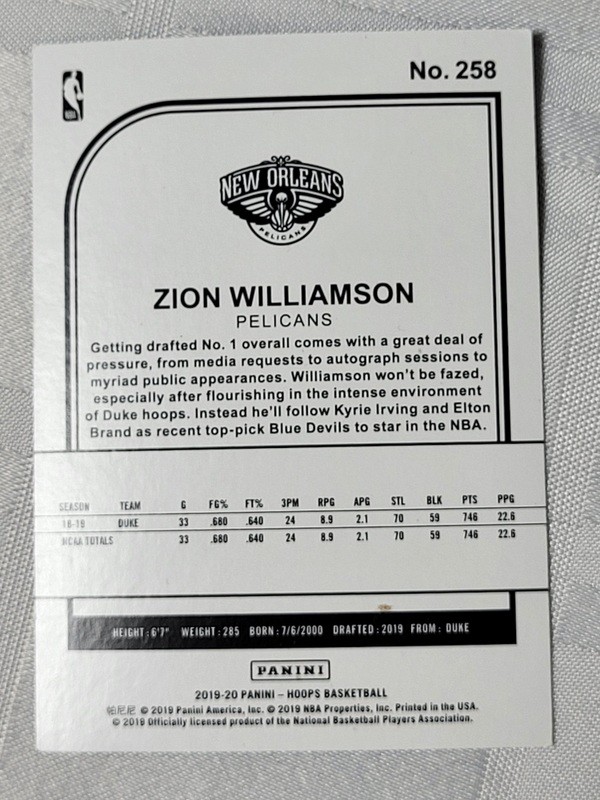 No. 258
NBA
NEW ORLEANS
PELICANS
ZION WILLIAMSON
PELICANS
Getting drafted No. 1 overall comes with a great deal of
pressure, from media requests to autograph sessions to
myriad public appearances. Williamson won't be fazed,
especially after flourishing in the intense environment
of Duke hoops. Instead he'll follow Kyrie Irving and Elton
Brand as recent top-pick Blue Devils to star in the NBA.
SEASON TEAM G FG% FT% 3PM RPG APG STL BLK PTS PPG
18-19 DUKE 33 .680 .640 24 8.9 2.1 70 59 746 22.6
NCAA TOTALS 33 .680 .640 24 8.9 2.1 70 59 746 22.6
HEIGHT: 6'7" WEIGHT: 285 BORN: 7/6/2000 DRAFTED: 2019 FROM: DUKE
PANINI
2019-20 PANINI – HOOPS BASKETBALL
帕尼尼 © 2019 Panini America, Inc. © 2019 NBA Properties, Inc. Printed in the USA.
© 2019 Officially licensed product of the National Basketball Players Association.